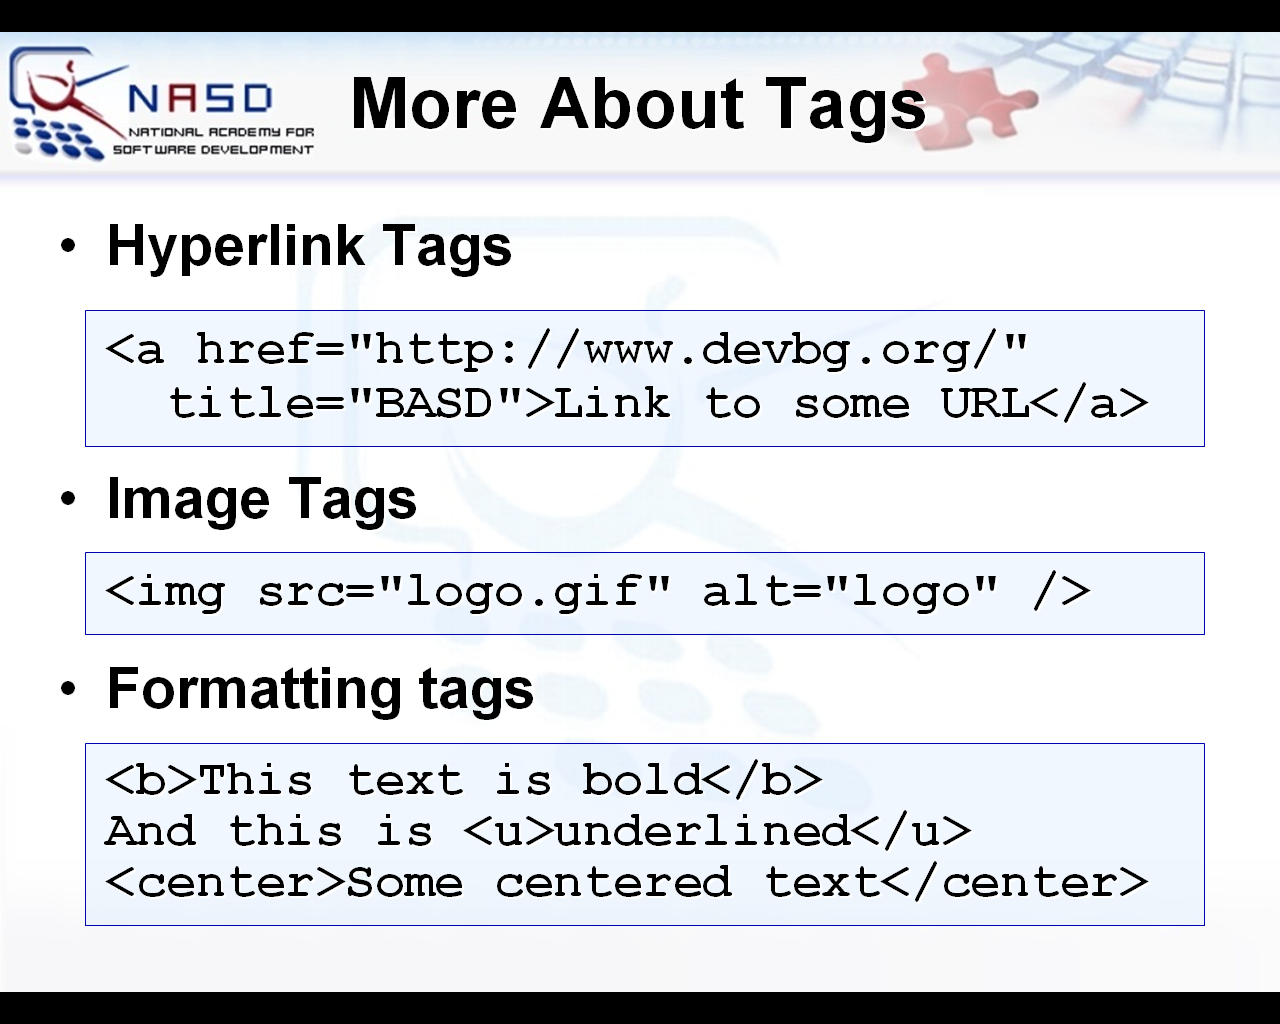 NASD
NATIONAL ACADEMY FOR
SOFTWARE DEVELOPMENT
More About Tags
• Hyperlink Tags
<a href="http://www.devbg.org/"
title="BASD">Link to some URL</a>
• Image Tags
<img src="logo.gif" alt="logo" />
• Formatting tags
<b>This text is bold</b>
And this is <u>underlined</u>
<center>Some centered text</center>